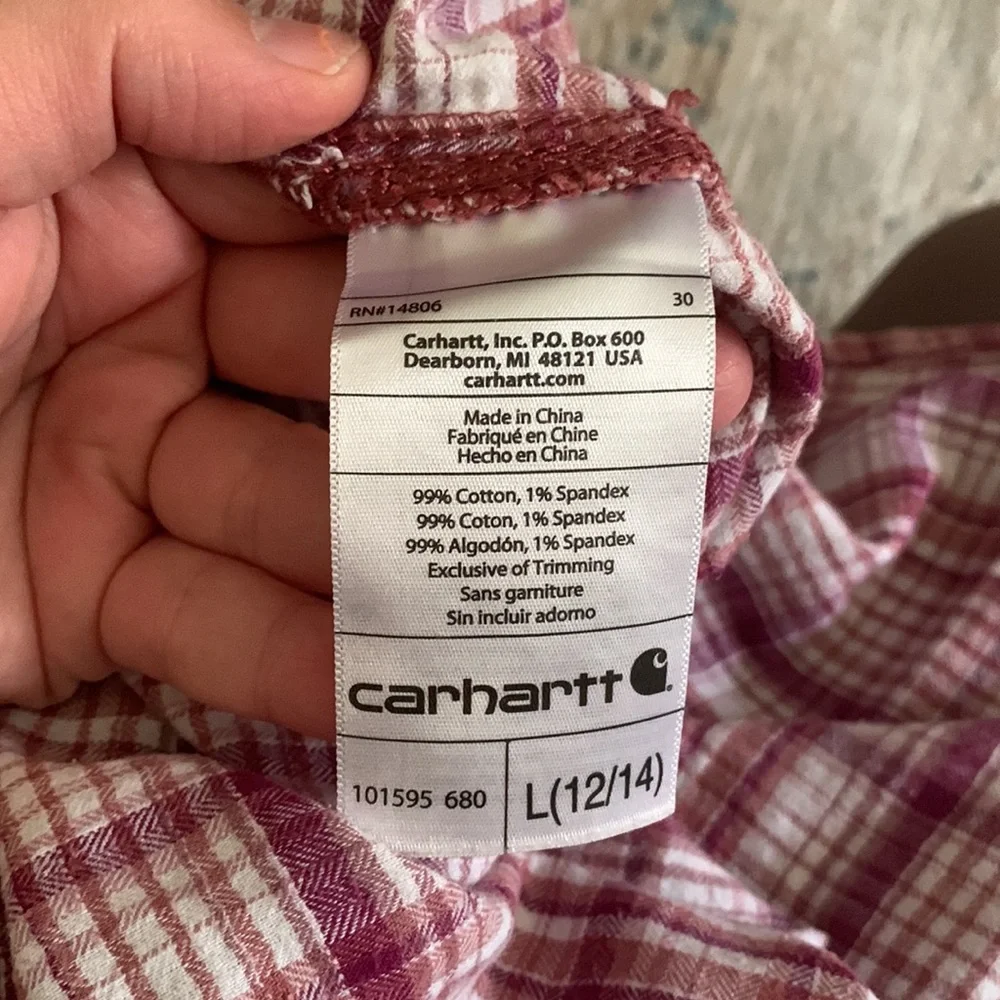 RN#14806 30
Carhartt, Inc. P.O. Box 600
Dearborn, MI 48121 USA
carhartt.com
Made in China
Fabriqué en Chine
Hecho en China
99% Cotton, 1% Spandex
99% Coton, 1% Spandex
99% Algodón, 1% Spandex
Exclusive of Trimming
Sans garniture
Sin incluir adorno
carhartt
101595 680 L(12/14)